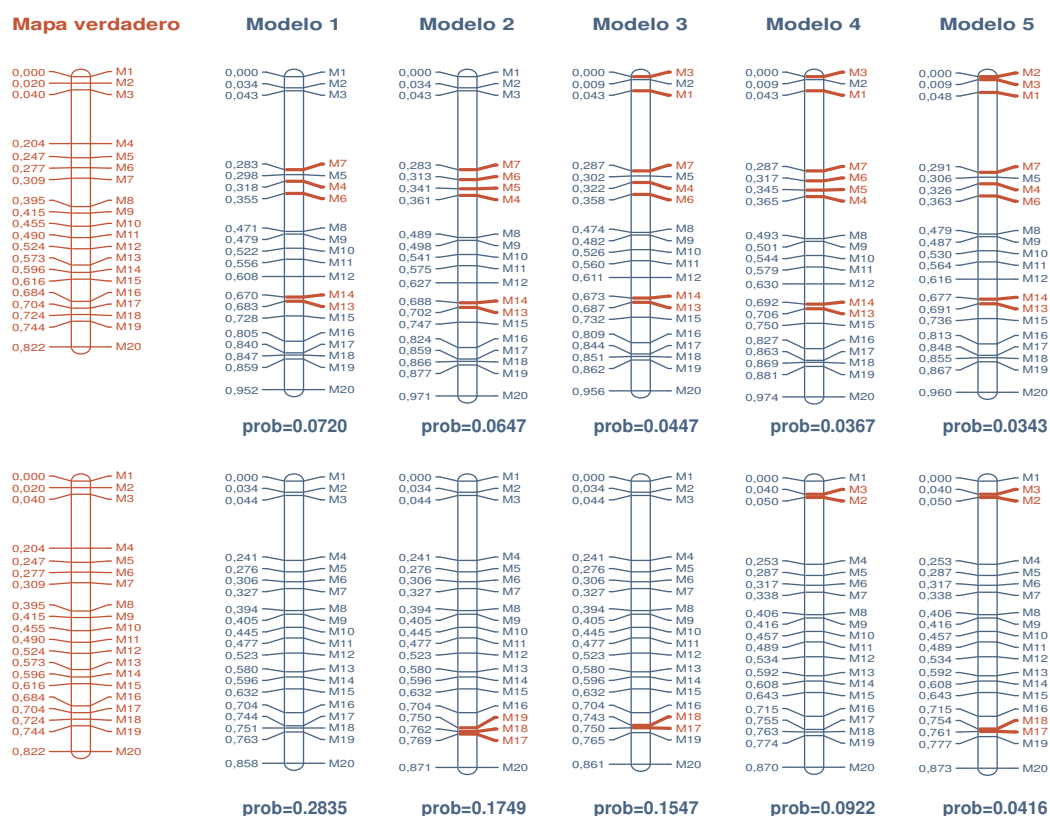 Mapa verdadero
Modelo 1
Modelo 2
Modelo 3
Modelo 4
Modelo 5
0,000 M1
0,020 M2
0,040 M3
0,204 M4
0,247 M5
0,277 M6
0,309 M7
0,395 M8
0,415 M9
0,455 M10
0,490 M11
0,524 M12
0,573 M13
0,596 M14
0,616 M15
0,684 M16
0,704 M17
0,724 M18
0,744 M19
0,822 M20
0,000 M1
0,034 M2
0,043 M3
0,283 M7
0,298 M5
0,318 M4
0,355 M6
0,471 M8
0,479 M9
0,522 M10
0,556 M11
0,608 M12
0,670 M14
0,683 M13
0,728 M15
0,805 M16
0,840 M17
0,847 M18
0,859 M19
0,952 M20
prob=0.0720
0,000 M1
0,034 M2
0,043 M3
0,283 M7
0,313 M6
0,341 M5
0,361 M4
0,489 M8
0,498 M9
0,541 M10
0,575 M11
0,627 M12
0,688 M14
0,702 M13
0,747 M15
0,824 M16
0,859 M17
0,866 M18
0,877 M19
0,971 M20
prob=0.0647
0,000 M3
0,009 M2
0,043 M1
0,287 M7
0,302 M5
0,322 M4
0,358 M6
0,474 M8
0,482 M9
0,526 M10
0,560 M11
0,611 M12
0,673 M14
0,687 M13
0,732 M15
0,809 M16
0,844 M17
0,851 M18
0,862 M19
0,956 M20
prob=0.0447
0,000 M3
0,009 M2
0,043 M1
0,287 M7
0,317 M6
0,345 M5
0,365 M4
0,493 M8
0,501 M9
0,544 M10
0,579 M11
0,630 M12
0,692 M14
0,706 M13
0,750 M15
0,827 M16
0,863 M17
0,869 M18
0,881 M19
0,974 M20
prob=0.0367
0,000 M2
0,009 M3
0,048 M1
0,291 M7
0,306 M5
0,326 M4
0,363 M6
0,479 M8
0,487 M9
0,530 M10
0,564 M11
0,616 M12
0,677 M14
0,691 M13
0,736 M15
0,813 M16
0,848 M17
0,855 M18
0,867 M19
0,960 M20
prob=0.0343
0,000 M1
0,020 M2
0,040 M3
0,204 M4
0,247 M5
0,277 M6
0,309 M7
0,395 M8
0,415 M9
0,455 M10
0,490 M11
0,524 M12
0,573 M13
0,596 M14
0,616 M15
0,684 M16
0,704 M17
0,724 M18
0,744 M19
0,822 M20
0,000 M1
0,034 M2
0,044 M3
0,241 M4
0,276 M5
0,306 M6
0,327 M7
0,394 M8
0,405 M9
0,445 M10
0,477 M11
0,523 M12
0,580 M13
0,596 M14
0,632 M15
0,704 M16
0,744 M17
0,751 M18
0,763 M19
0,858 M20
prob=0.2835
0,000 M1
0,034 M2
0,044 M3
0,241 M4
0,276 M5
0,306 M6
0,327 M7
0,394 M8
0,405 M9
0,445 M10
0,477 M11
0,523 M12
0,580 M13
0,596 M14
0,632 M15
0,704 M16
0,750 M19
0,762 M18
0,769 M17
0,871 M20
prob=0.1749
0,000 M1
0,034 M2
0,044 M3
0,241 M4
0,276 M5
0,306 M6
0,327 M7
0,394 M8
0,405 M9
0,445 M10
0,477 M11
0,523 M12
0,580 M13
0,596 M14
0,632 M15
0,704 M16
0,743 M18
0,750 M17
0,765 M19
0,861 M20
prob=0.1547
0,000 M1
0,040 M3
0,050 M2
0,253 M4
0,287 M5
0,317 M6
0,338 M7
0,406 M8
0,416 M9
0,457 M10
0,489 M11
0,534 M12
0,592 M13
0,608 M14
0,643 M15
0,715 M16
0,755 M17
0,763 M18
0,774 M19
0,870 M20
prob=0.0922
0,000 M1
0,040 M3
0,050 M2
0,253 M4
0,287 M5
0,317 M6
0,338 M7
0,406 M8
0,416 M9
0,457 M10
0,489 M11
0,534 M12
0,592 M13
0,608 M14
0,643 M15
0,715 M16
0,754 M18
0,761 M17
0,777 M19
0,873 M20
prob=0.0416